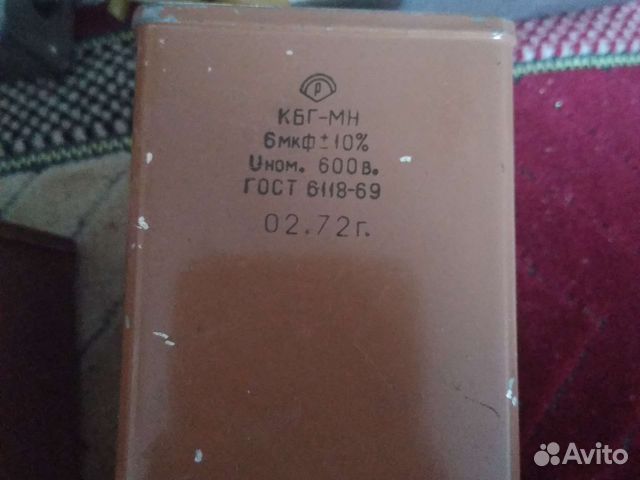 Р
КБГ-МН
6мкф ± 10%
Uном. 600в.
ГОСТ 6118-69
02.72г.
Avito